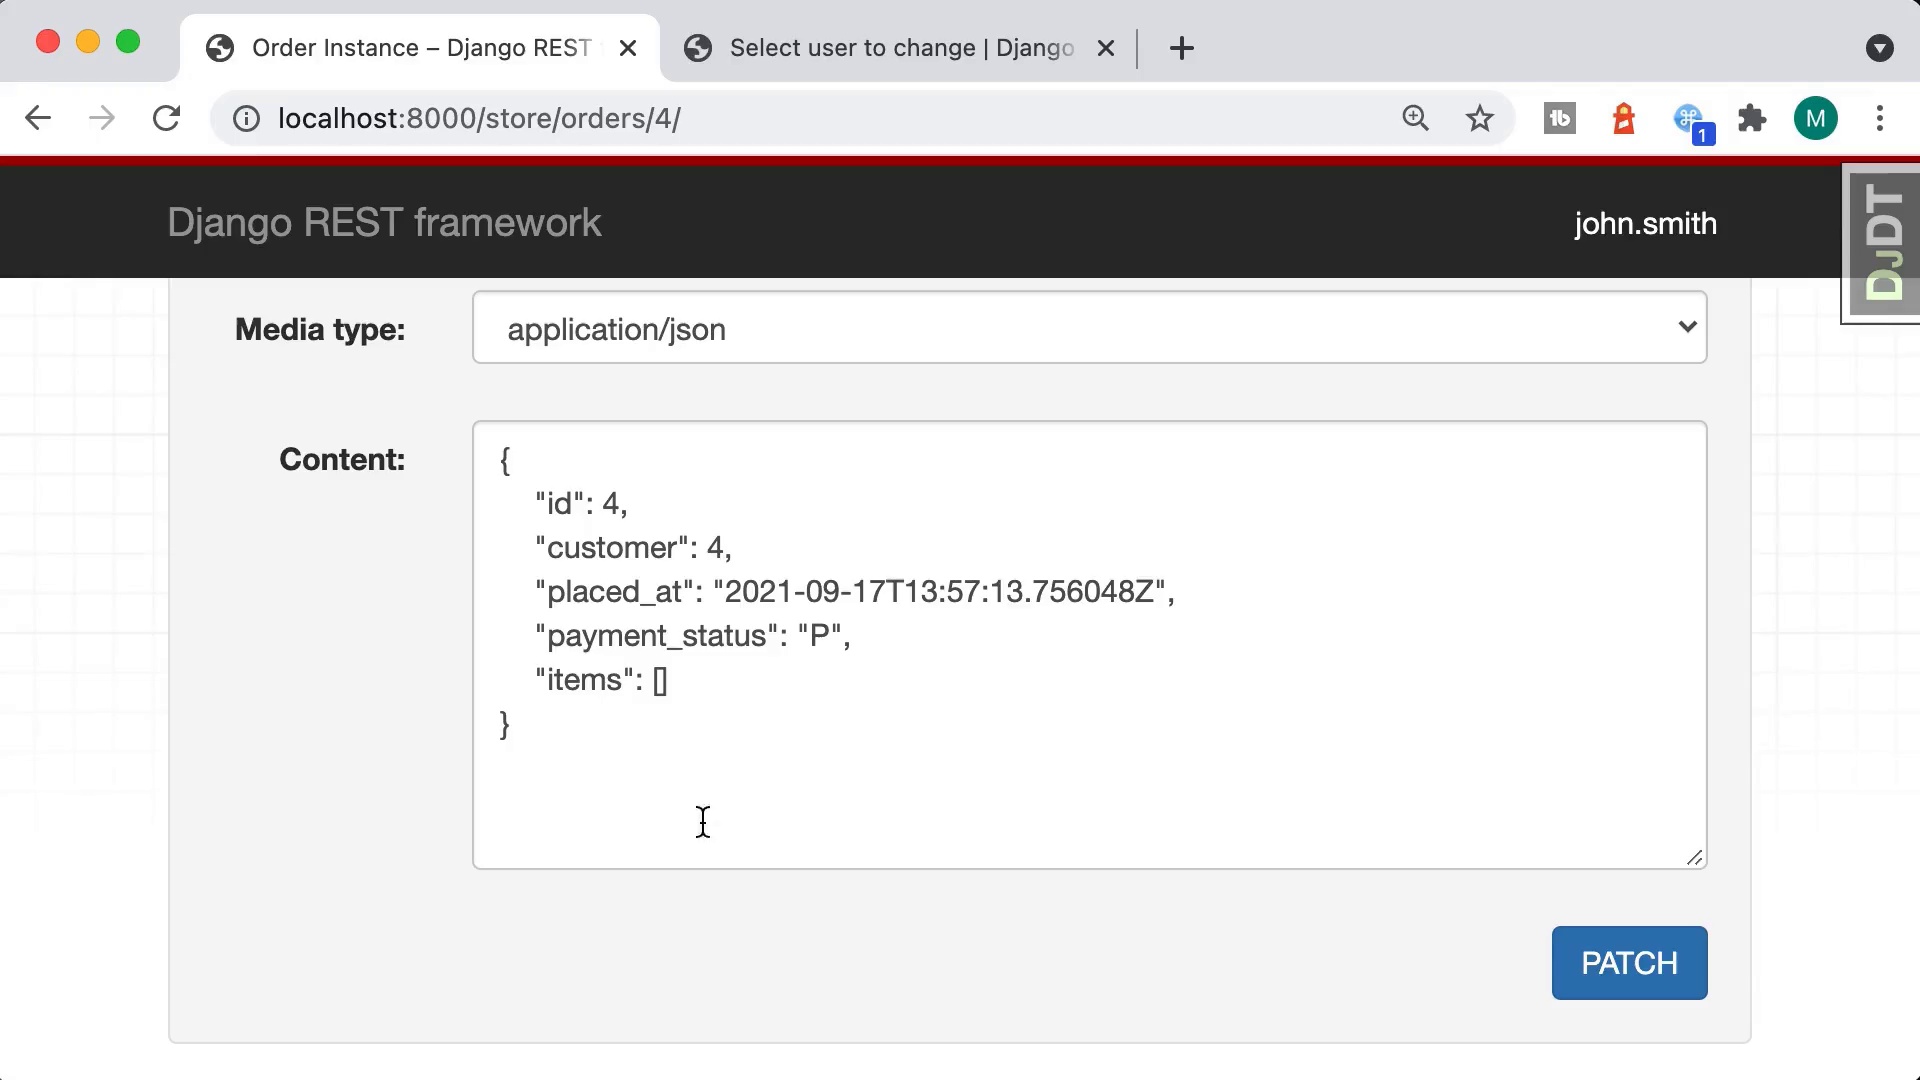 Order Instance – Django REST
Select user to change | Django
localhost:8000/store/orders/4/
1
M
Django REST framework
john.smith
DJDT
Media type:
application/json
Content:
{
"id": 4,
"customer": 4,
"placed_at": "2021-09-17T13:57:13.756048Z",
"payment_status": "P",
"items": []
}
PATCH